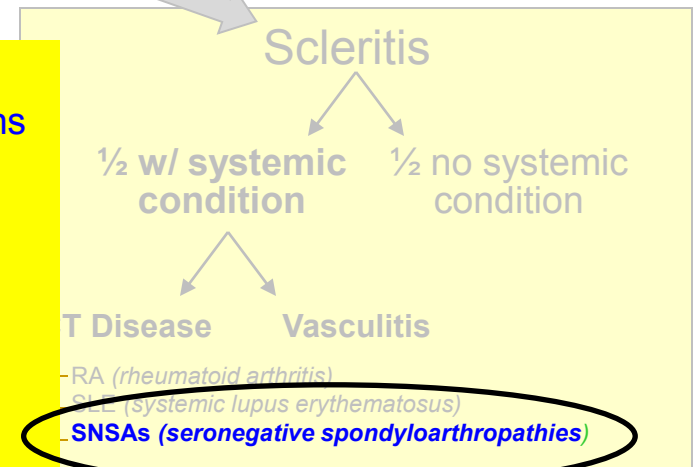 Scleritis
ns
½ w/ systemic condition
½ no systemic condition
T Disease
Vasculitis
-RA (rheumatoid arthritis)
-SLE (systemic lupus erythematosus)
-SNSAs (seronegative spondyloarthropathies)